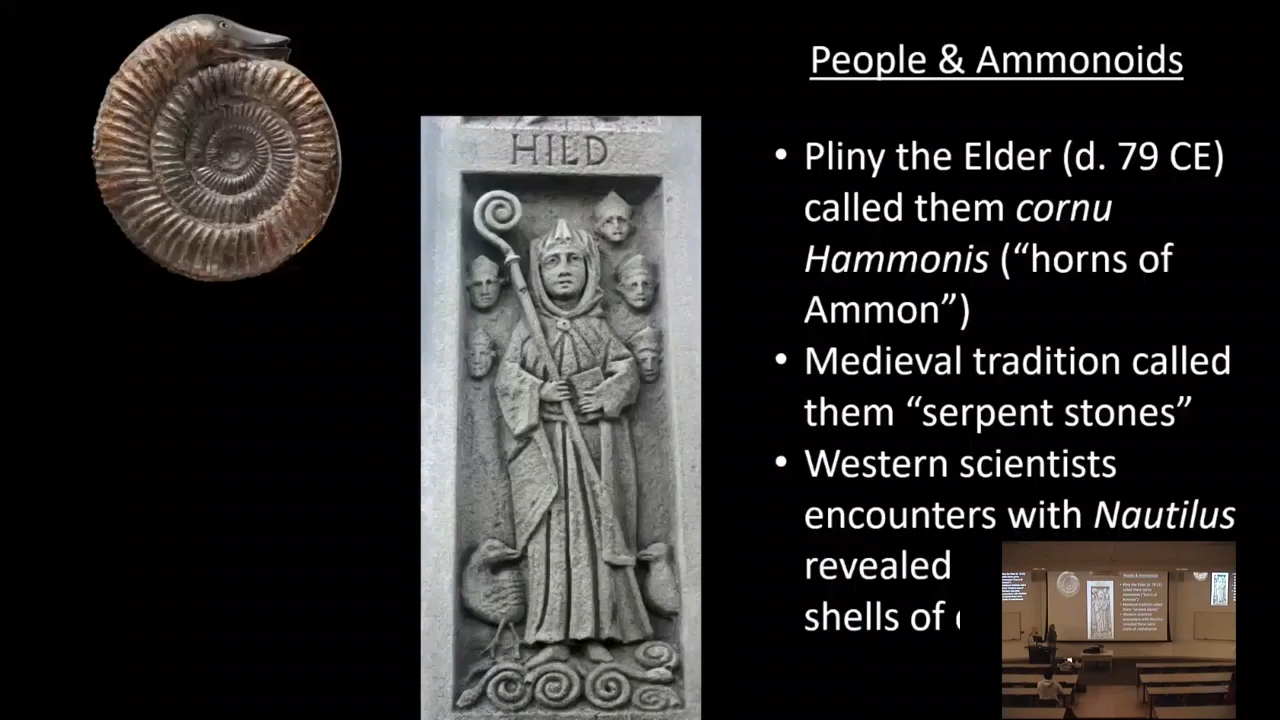 People & Ammonoids
HILD
• Pliny the Elder (d. 79 CE)
called them cornu
Hammonis (“horns of
Ammon”)
• Medieval tradition called
them “serpent stones”
• Western scientists
encounters with Nautilus
revealed
shells of